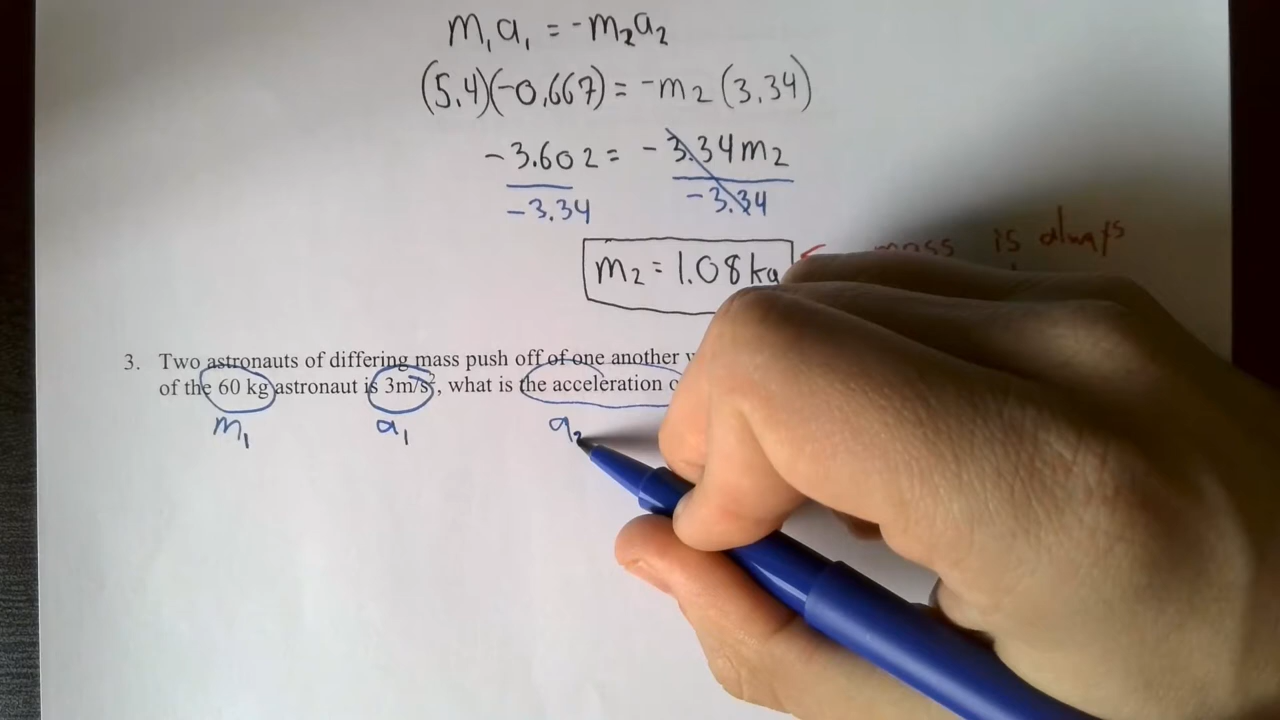 m₁a₁ = -m₂a₂
(5.4)(-0.667) = -m₂(3.34)
-3.602 = -3.34m₂
-3.34 -3.34
m₂ = 1.08 kg
mass is always
3. Two astronauts of differing mass push off of one another
of the 60 kg astronaut is 3m/s², what is the acceleration
m₁ a₁ a₂